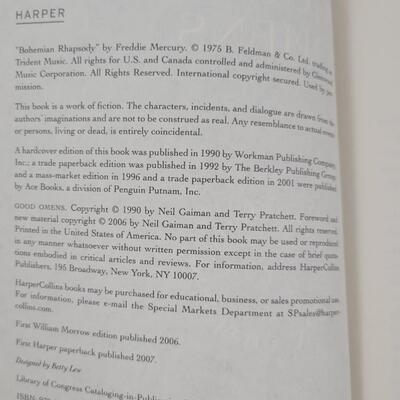 HARPER
"Bohemian Rhapsody" by Freddie Mercury. © 1975 B. Feldman & Co. Ltd. trading as
Trident Music. All rights for U.S. and Canada controlled and administered by Glenwood
Music Corporation. All Rights Reserved. International copyright secured. Used by per-
mission.
This book is a work of fiction. The characters, incidents, and dialogue are drawn from the
authors' imaginations and are not to be construed as real. Any resemblance to actual events
or persons, living or dead, is entirely coincidental.
A hardcover edition of this book was published in 1990 by Workman Publishing Company,
Inc.; a trade paperback edition was published in 1992 by The Berkley Publishing Group;
and a mass-market edition in 1996 and a trade paperback edition in 2001 were published
by Ace Books, a division of Penguin Putnam, Inc.
GOOD OMENS. Copyright © 1990 by Neil Gaiman and Terry Pratchett. Foreword and
new material copyright © 2006 by Neil Gaiman and Terry Pratchett. All rights reserved.
Printed in the United States of America. No part of this book may be used or reproduced
in any manner whatsoever without written permission except in the case of brief quota-
tions embodied in critical articles and reviews. For information, address HarperCollins
Publishers, 195 Broadway, New York, NY 10007.
HarperCollins books may be purchased for educational, business, or sales promotional use.
For information, please e-mail the Special Markets Department at SPsales@harper-
collins.com.
First William Morrow edition published 2006.
First Harper paperback published 2007.
Designed by Betty Lew
Library of Congress Cataloging-in-Publica
ISBN: 978